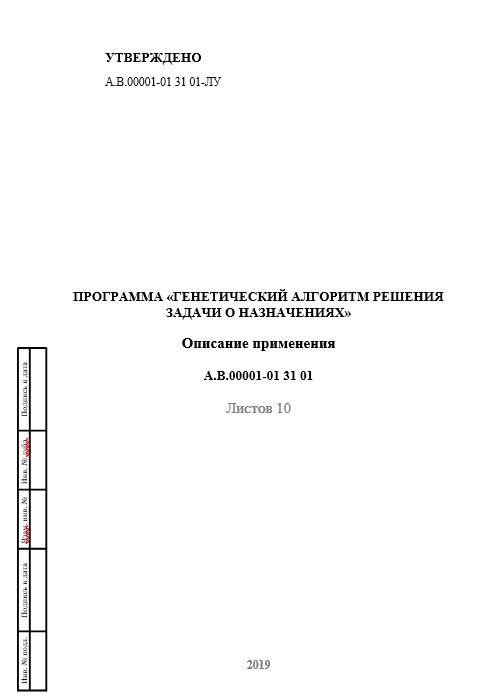 УТВЕРЖДЕНО
А.В.00001-01 31 01-ЛУ
ПРОГРАММА «ГЕНЕТИЧЕСКИЙ АЛГОРИТМ РЕШЕНИЯ
ЗАДАЧИ О НАЗНАЧЕНИЯХ»
Описание применения
А.В.00001-01 31 01
Листов 10
Подпись и дата
Инв. № дубл.
Взам. инв. №
Подпись и дата
Инв. № подл.
2019